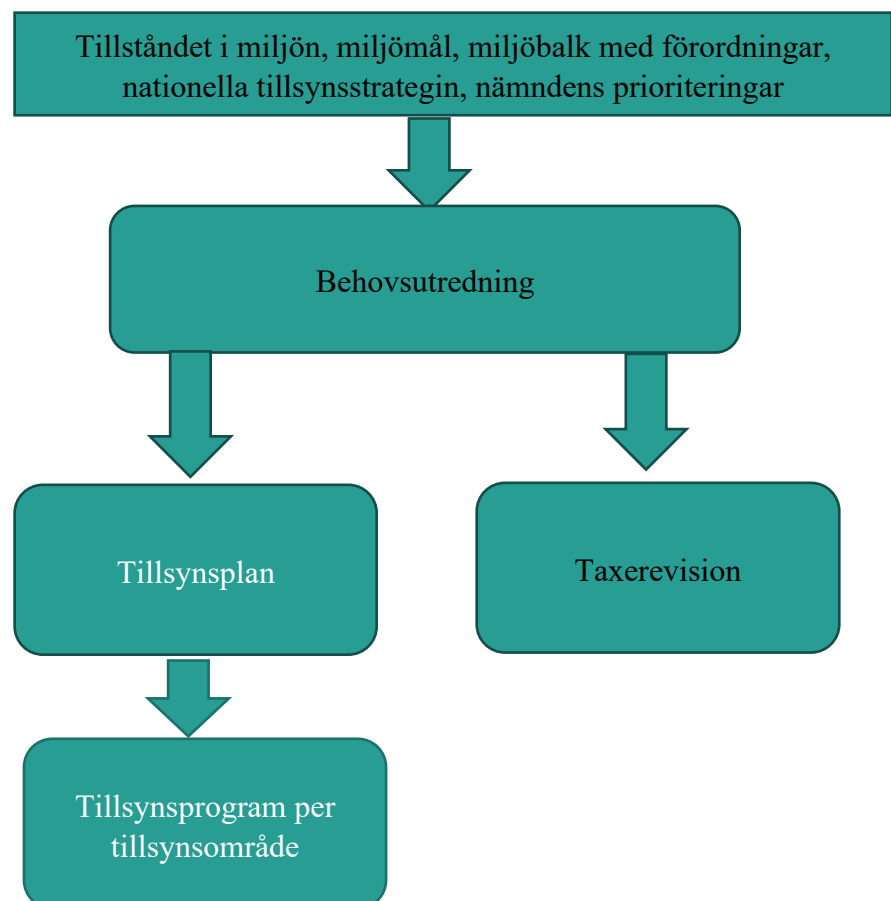 Tillståndet i miljön, miljömål, miljöbalk med förordningar,
nationella tillsynsstrategin, nämndens prioriteringar
Behovsutredning
Tillsynsplan
Taxerevision
Tillsynsprogram per
tillsynsområde